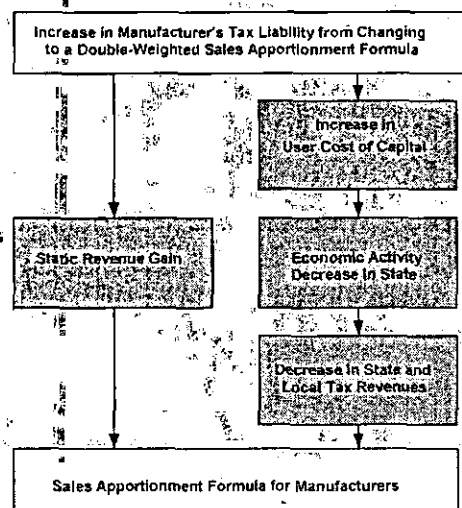 Increase in Manufacturer's Tax Liability from Changing
to a Double-Weighted Sales Apportionment Formula
Increase in
User Cost of Capital
Static Revenue Gain
Economic Activity
Decrease in State
Decrease in State and
Local Tax Revenues
Sales Apportionment Formula for Manufacturers